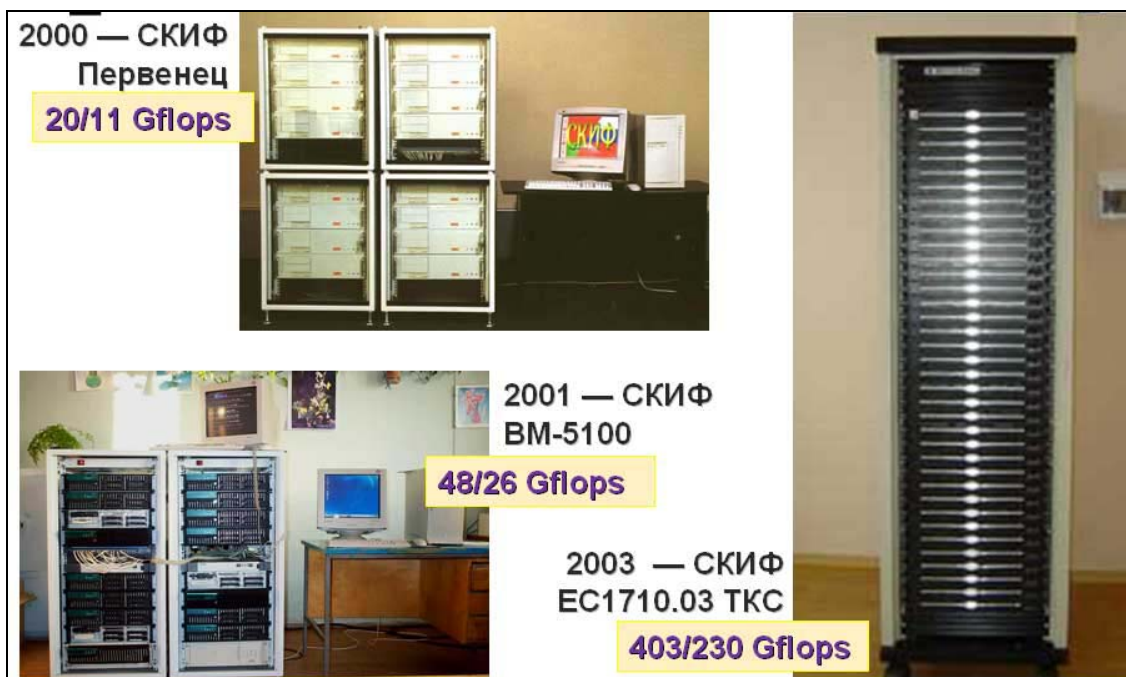 2000 — СКИФ
Первенец
20/11 Gflops
СКИФ
2001 — СКИФ
ВМ-5100
48/26 Gflops
2003 — СКИФ
ЕС1710.03 ТКС
403/230 Gflops